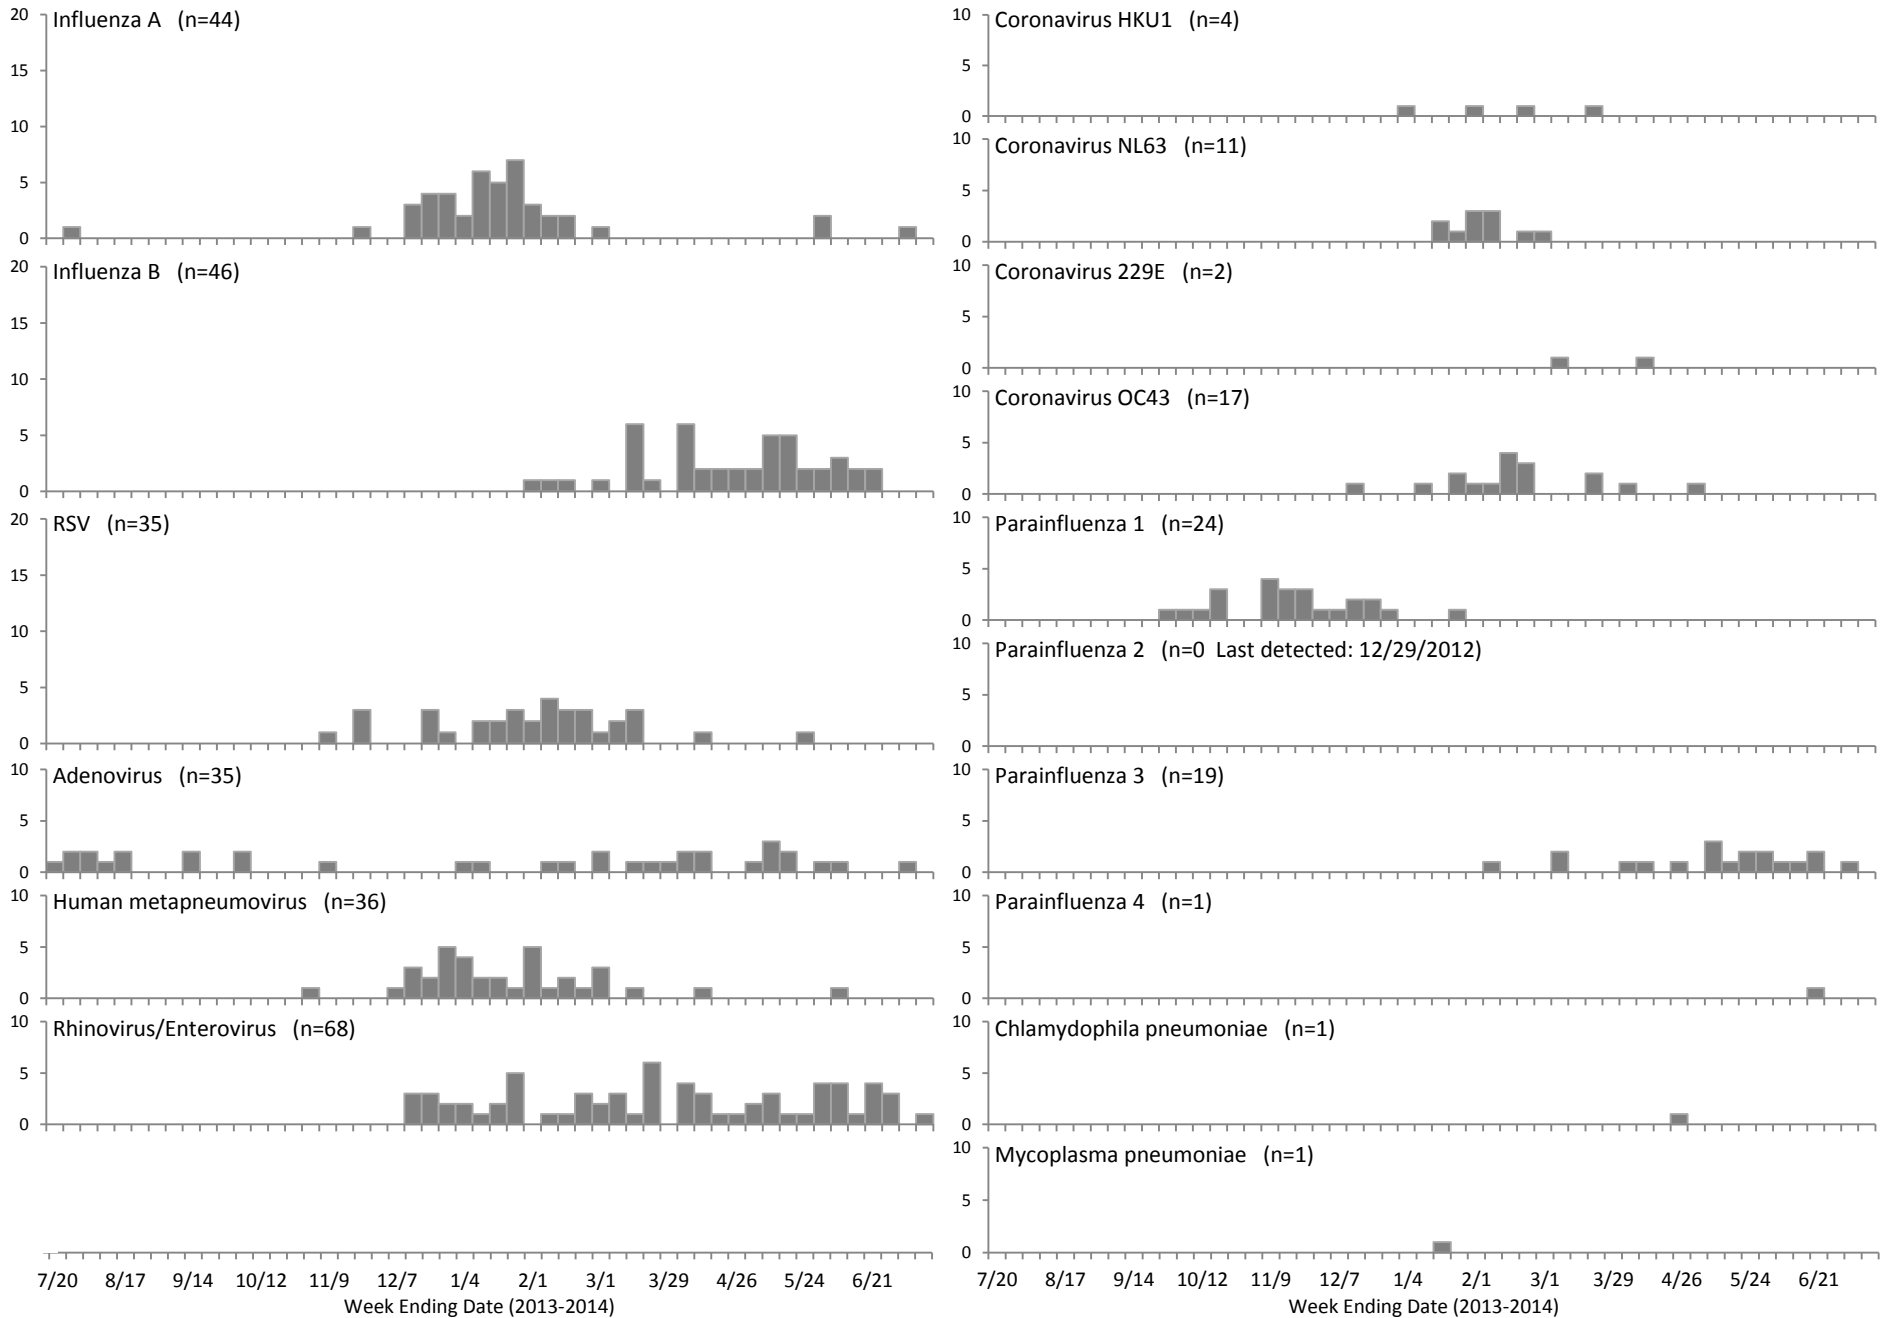 Influenza A (n=44)
20
15
10
5
0
Influenza B (n=46)
20
15
10
5
0
RSV (n=35)
20
15
10
5
0
Adenovirus (n=35)
10
5
0
Human metapneumovirus (n=36)
10
5
0
Rhinovirus/Enterovirus (n=68)
10
5
0
7/20 8/17 9/14 10/12 11/9 12/7 1/4 2/1 3/1 3/29 4/26 5/24 6/21
Week Ending Date (2013-2014)
Coronavirus HKU1 (n=4)
10
5
0
Coronavirus NL63 (n=11)
10
5
0
Coronavirus 229E (n=2)
10
5
0
Coronavirus OC43 (n=17)
10
5
0
Parainfluenza 1 (n=24)
10
5
0
Parainfluenza 2 (n=0 Last detected: 12/29/2012)
10
5
0
Parainfluenza 3 (n=19)
10
5
0
Parainfluenza 4 (n=1)
10
5
0
Chlamydophila pneumoniae (n=1)
10
5
0
Mycoplasma pneumoniae (n=1)
10
5
0
7/20 8/17 9/14 10/12 11/9 12/7 1/4 2/1 3/1 3/29 4/26 5/24 6/21
Week Ending Date (2013-2014)